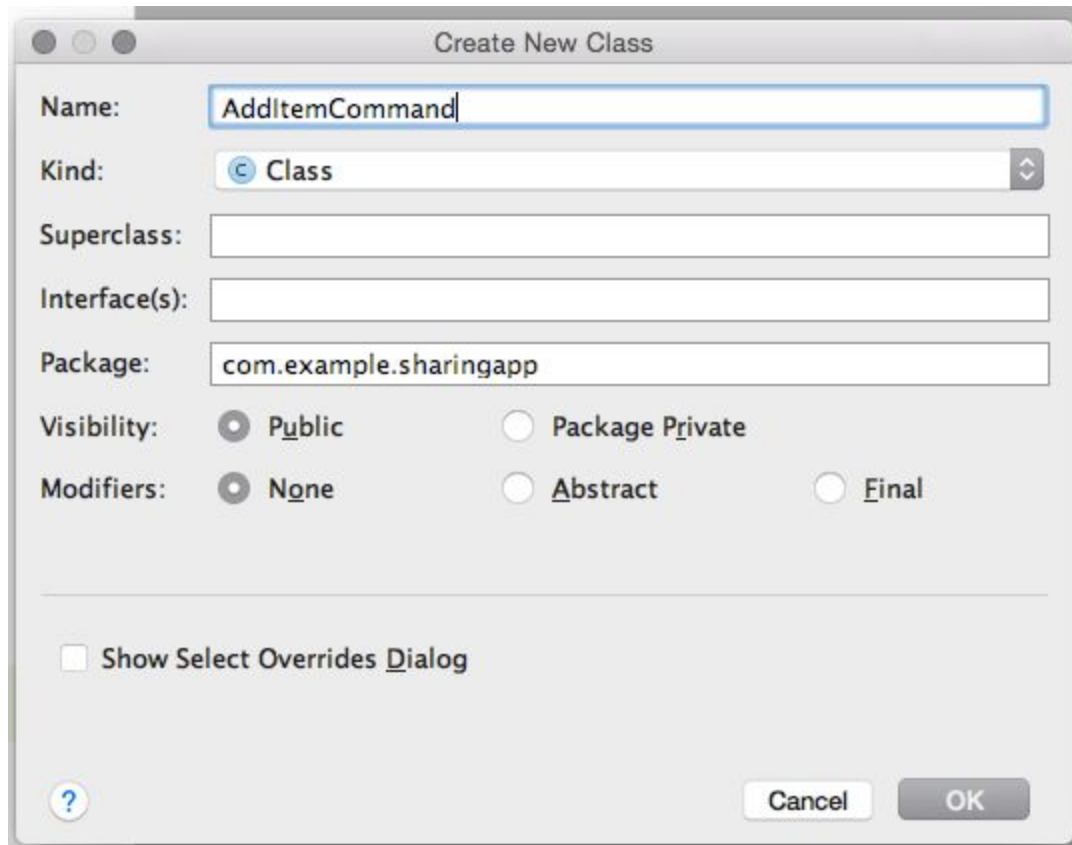 Create New Class
Name: AddItemCommand
Kind: C Class
Superclass:
Interface(s):
Package: com.example.sharingapp
Visibility: Public Package Private
Modifiers: None Abstract Final
Show Select Overrides Dialog
? Cancel OK